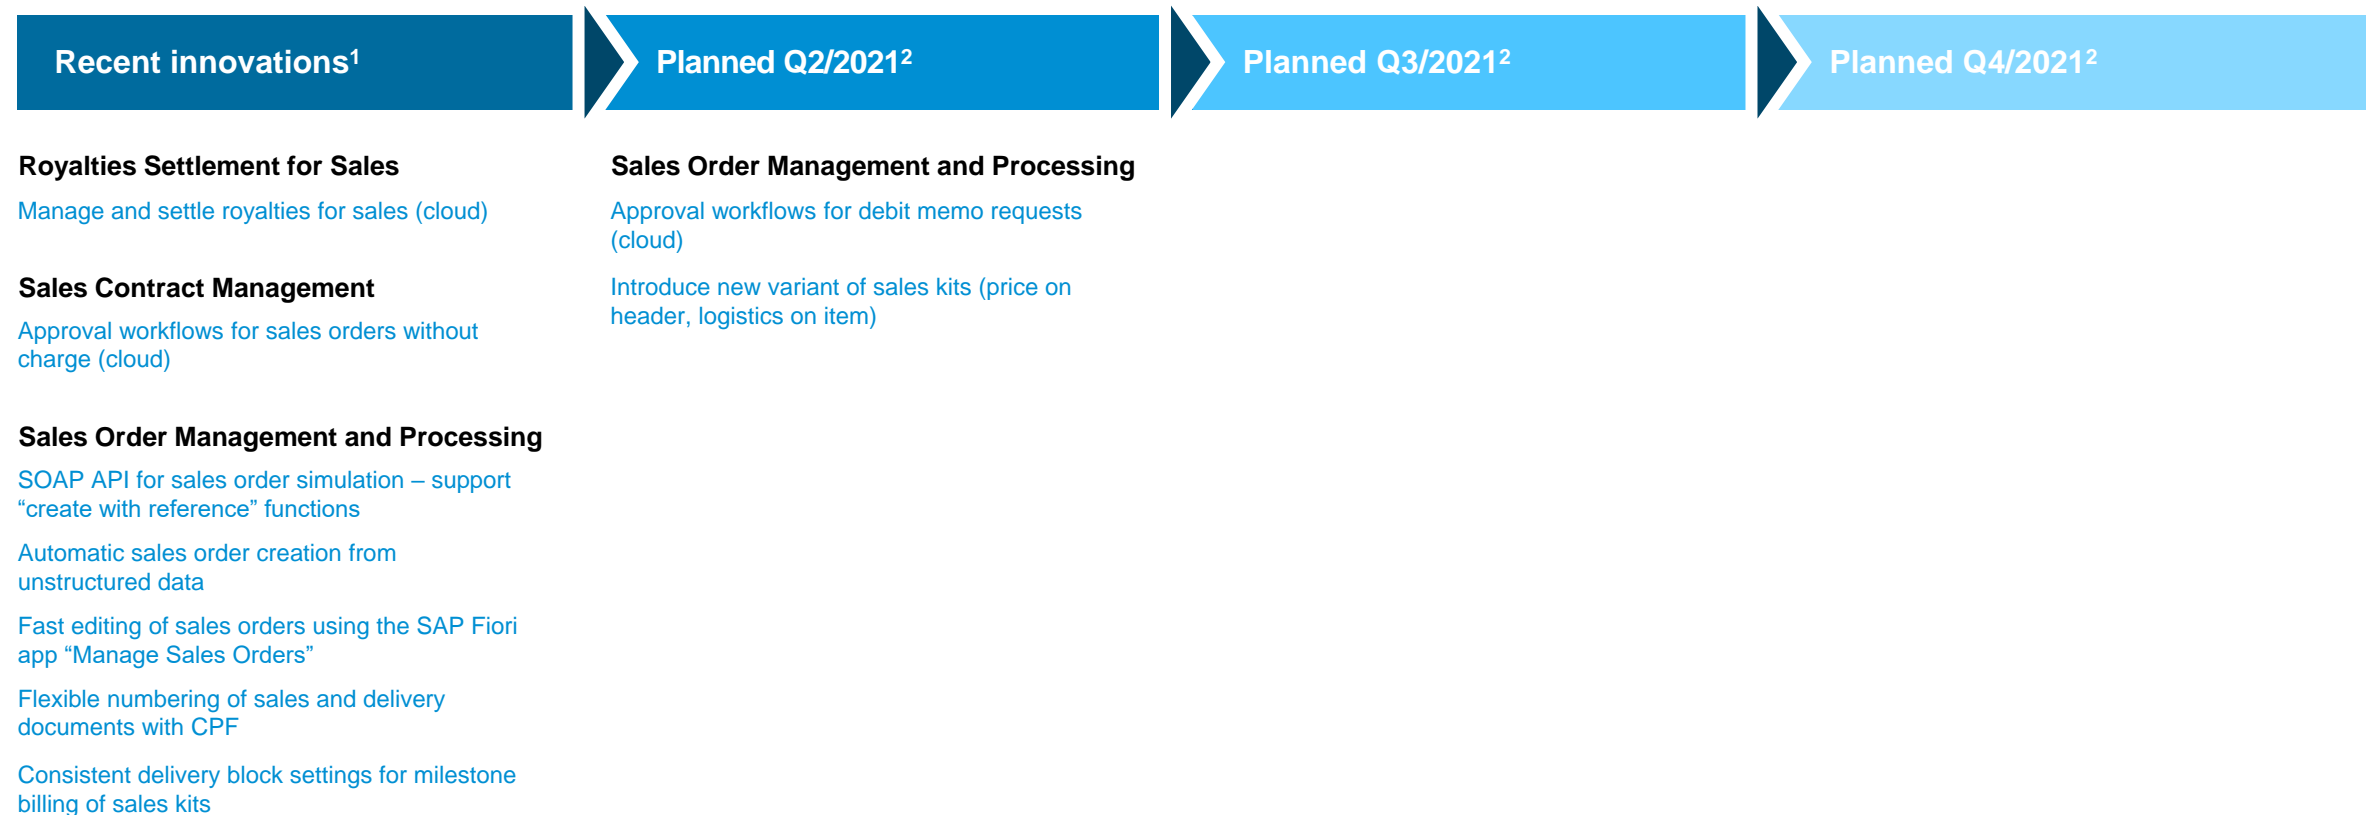 Recent innovations¹
Planned Q2/2021²
Planned Q3/2021²
Planned Q4/2021²
Royalties Settlement for Sales
Manage and settle royalties for sales (cloud)
Sales Contract Management
Approval workflows for sales orders without
charge (cloud)
Sales Order Management and Processing
SOAP API for sales order simulation – support
“create with reference” functions
Automatic sales order creation from
unstructured data
Fast editing of sales orders using the SAP Fiori
app “Manage Sales Orders”
Flexible numbering of sales and delivery
documents with CPF
Consistent delivery block settings for milestone
billing of sales kits
Sales Order Management and Processing
Approval workflows for debit memo requests
(cloud)
Introduce new variant of sales kits (price on
header, logistics on item)